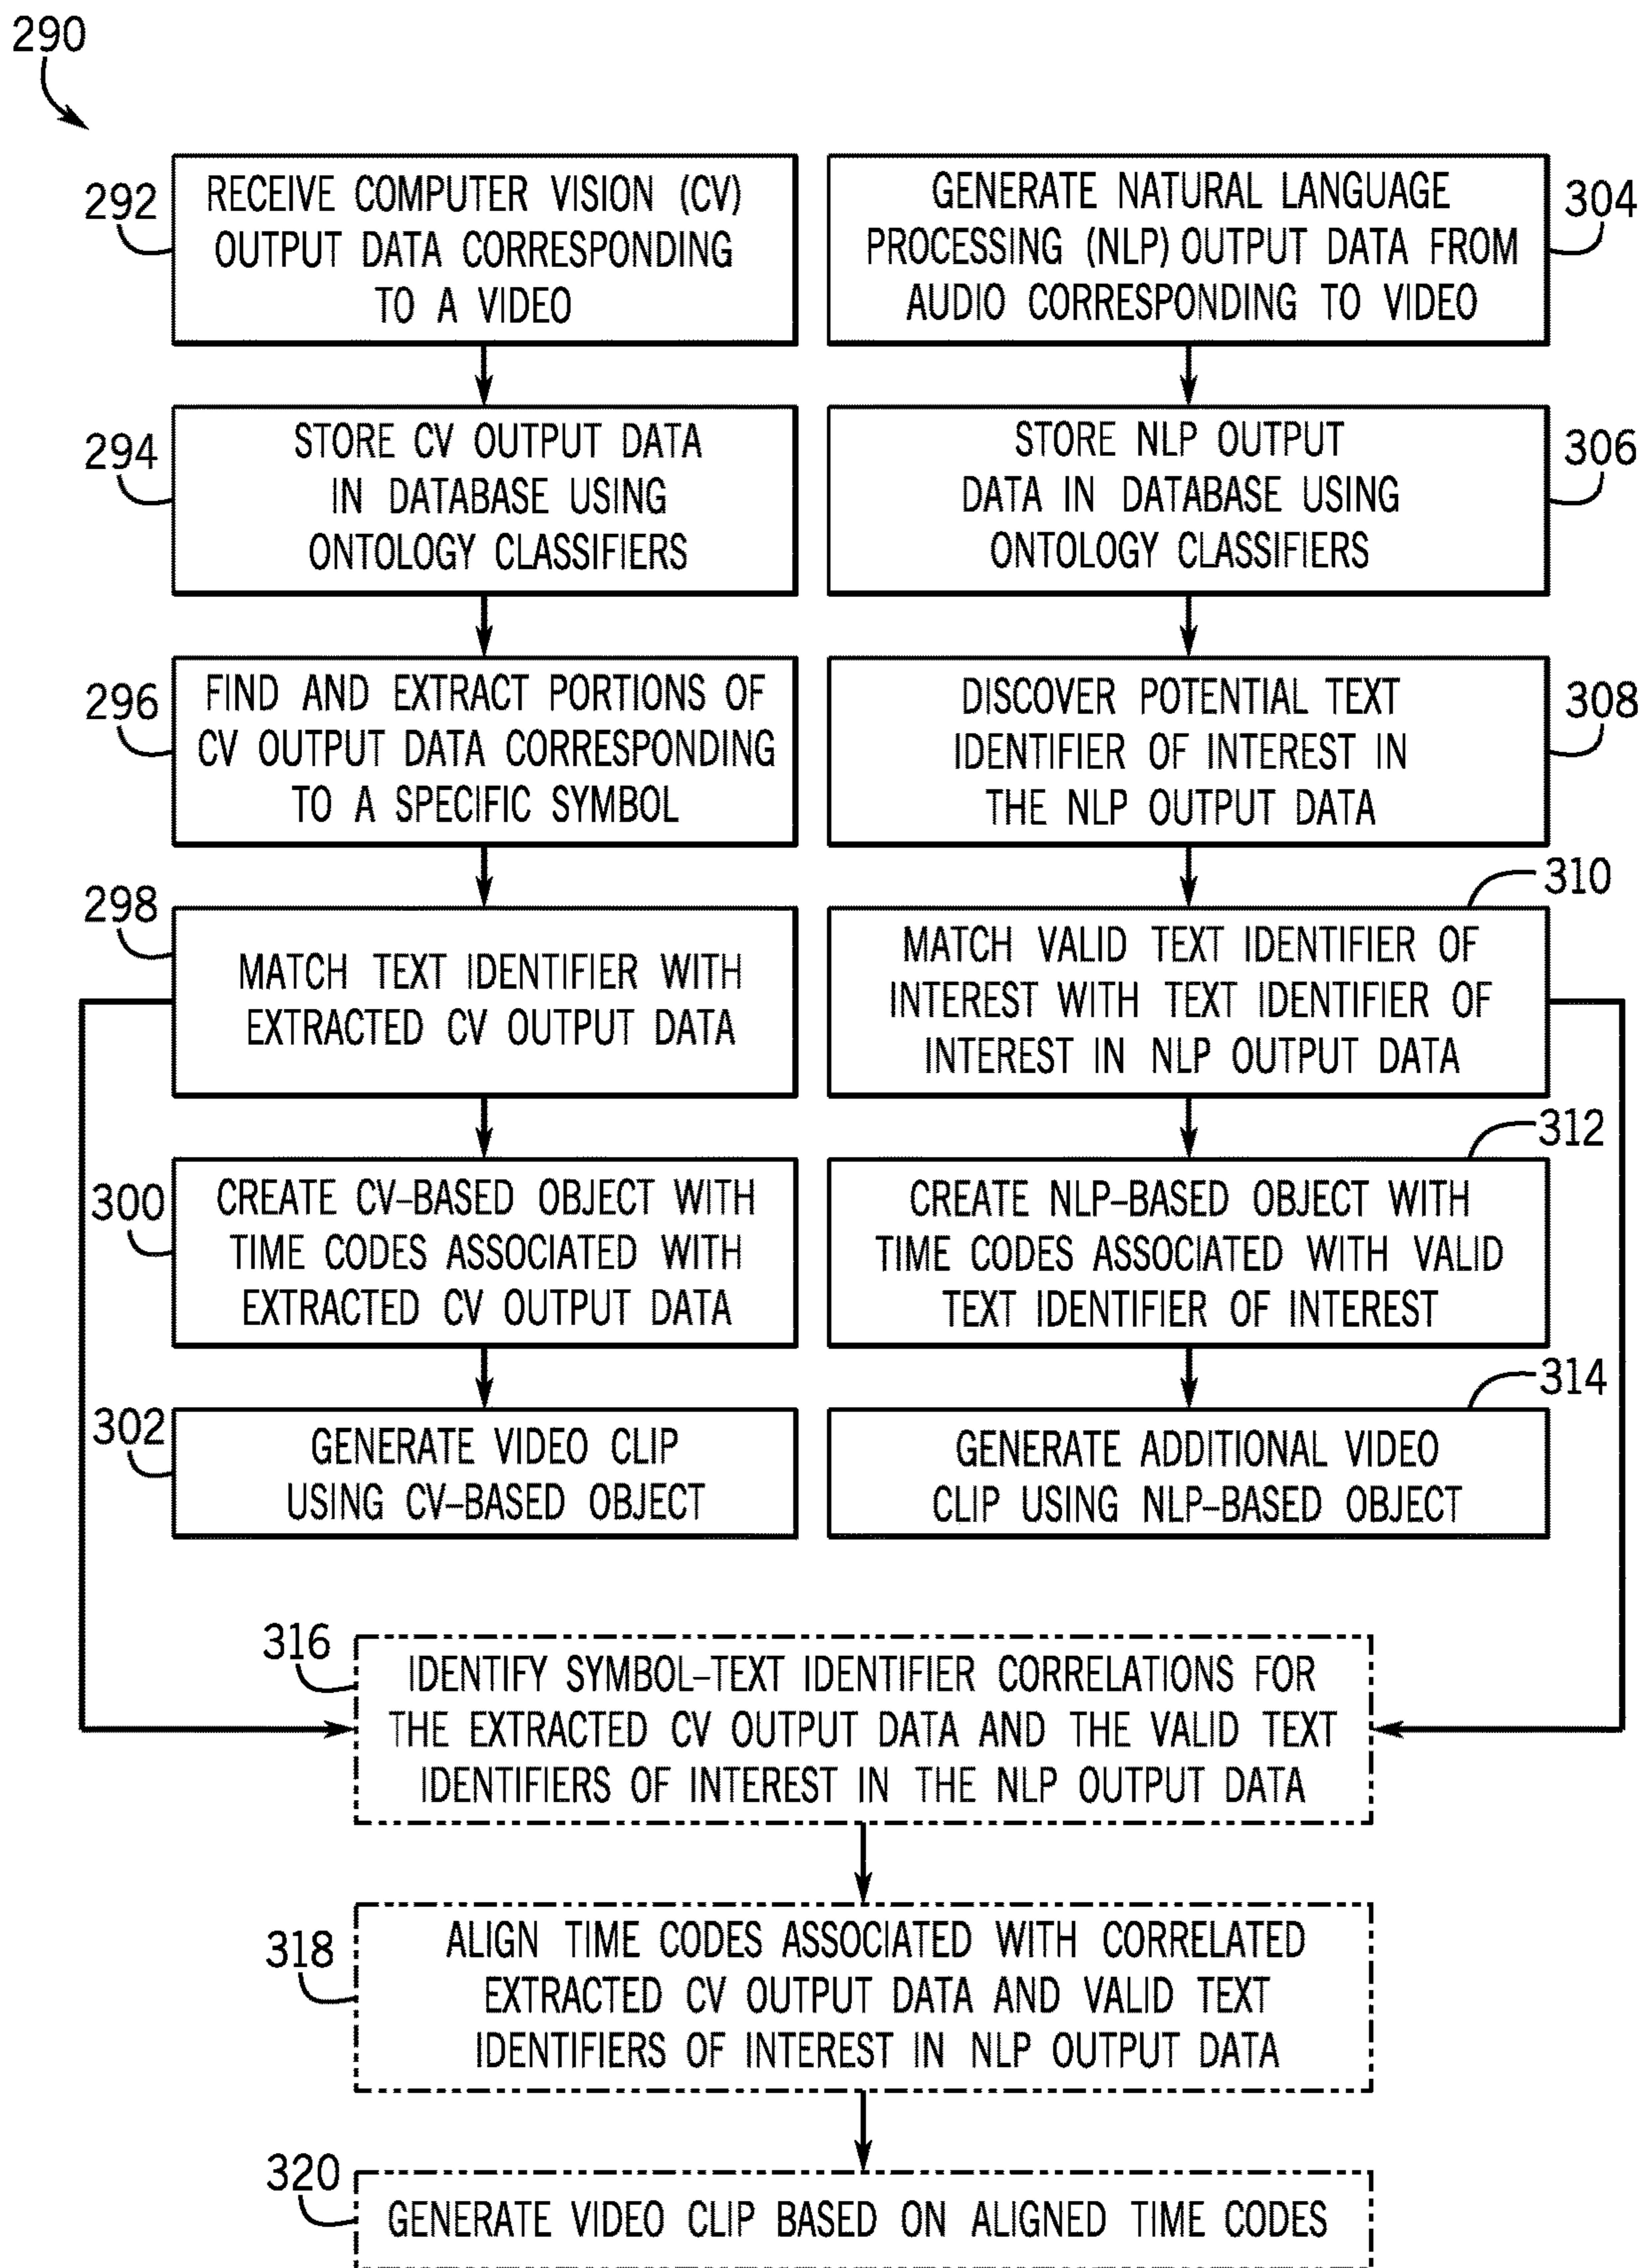 290
292
RECEIVE COMPUTER VISION (CV)
OUTPUT DATA CORRESPONDING
TO A VIDEO
294
STORE CV OUTPUT DATA
IN DATABASE USING
ONTOLOGY CLASSIFIERS
296
FIND AND EXTRACT PORTIONS OF
CV OUTPUT DATA CORRESPONDING
TO A SPECIFIC SYMBOL
298
MATCH TEXT IDENTIFIER WITH
EXTRACTED CV OUTPUT DATA
300
CREATE CV-BASED OBJECT WITH
TIME CODES ASSOCIATED WITH
EXTRACTED CV OUTPUT DATA
302
GENERATE VIDEO CLIP
USING CV-BASED OBJECT
304
GENERATE NATURAL LANGUAGE
PROCESSING (NLP) OUTPUT DATA FROM
AUDIO CORRESPONDING TO VIDEO
306
STORE NLP OUTPUT
DATA IN DATABASE USING
ONTOLOGY CLASSIFIERS
308
DISCOVER POTENTIAL TEXT
IDENTIFIER OF INTEREST IN
THE NLP OUTPUT DATA
310
MATCH VALID TEXT IDENTIFIER OF
INTEREST WITH TEXT IDENTIFIER OF
INTEREST IN NLP OUTPUT DATA
312
CREATE NLP-BASED OBJECT WITH
TIME CODES ASSOCIATED WITH VALID
TEXT IDENTIFIER OF INTEREST
314
GENERATE ADDITIONAL VIDEO
CLIP USING NLP-BASED OBJECT
316
IDENTIFY SYMBOL-TEXT IDENTIFIER CORRELATIONS FOR
THE EXTRACTED CV OUTPUT DATA AND THE VALID TEXT
IDENTIFIERS OF INTEREST IN THE NLP OUTPUT DATA
318
ALIGN TIME CODES ASSOCIATED WITH CORRELATED
EXTRACTED CV OUTPUT DATA AND VALID TEXT
IDENTIFIERS OF INTEREST IN NLP OUTPUT DATA
320
GENERATE VIDEO CLIP BASED ON ALIGNED TIME CODES